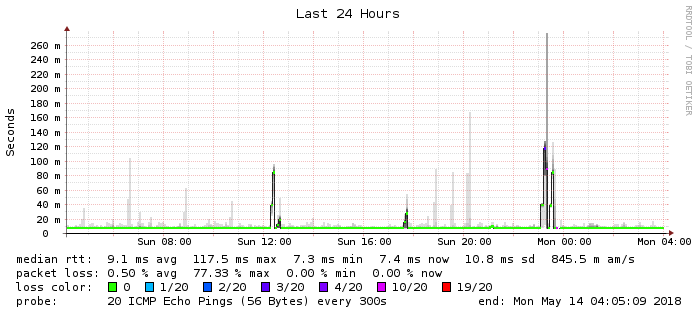 Last 24 Hours
RRDTOOL / TOBI OETIKER
Seconds
260 m
240 m
220 m
200 m
180 m
160 m
140 m
120 m
100 m
80 m
60 m
40 m
20 m
0
Sun 08:00 Sun 12:00 Sun 16:00 Sun 20:00 Mon 00:00 Mon 04:00
median rtt: 9.1 ms avg 117.5 ms max 7.3 ms min 7.4 ms now 10.8 ms sd 845.5 m am/s
packet loss: 0.50 % avg 77.33 % max 0.00 % min 0.00 % now
loss color: 0 1/20 2/20 3/20 4/20 10/20 19/20
probe: 20 ICMP Echo Pings (56 Bytes) every 300s end: Mon May 14 04:05:09 2018